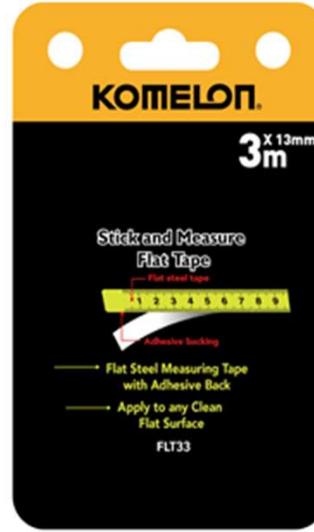 KOMELON.
3m X 13mm
Stick and Measure
Flat Tape
Flat steel tape
1 2 3 4 5 6 7 8 9
Adhesive backing
Flat Steel Measuring Tape
with Adhesive Back
Apply to any Clean
Flat Surface
FLT33